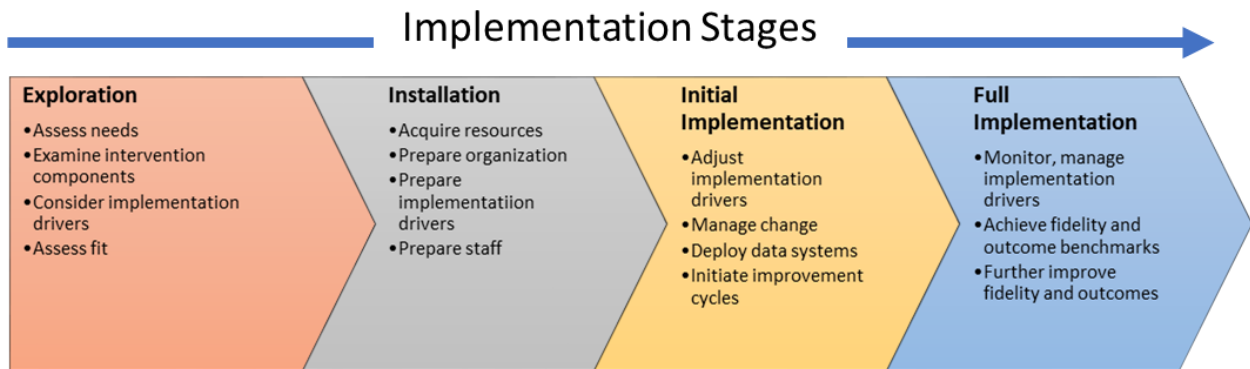 Implementation Stages
Exploration
•Assess needs
•Examine intervention
components
•Consider implementation
drivers
•Assess fit
Installation
•Acquire resources
•Prepare organization
•Prepare
implementatiion
drivers
•Prepare staff
Initial
Implementation
•Adjust
implementation
drivers
•Manage change
•Deploy data systems
•Initiate improvement
cycles
Full
Implementation
•Monitor, manage
implementation
drivers
•Achieve fidelity and
outcome benchmarks
•Further improve
fidelity and outcomes